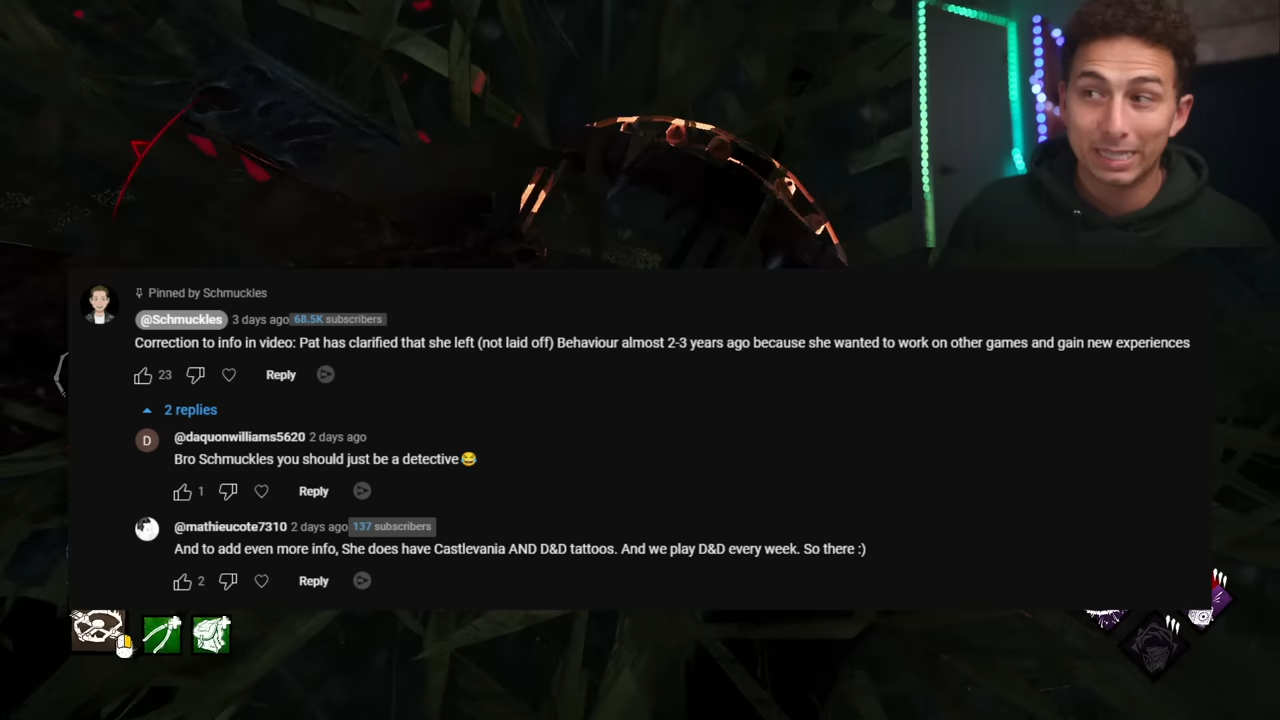 Pinned by Schmuckles
@Schmuckles 3 days ago 68.5K subscribers
Correction to info in video: Pat has clarified that she left (not laid off) Behaviour almost 2-3 years ago because she wanted to work on other games and gain new experiences
23 Reply
2 replies
D
@daquonwilliams5620 2 days ago
Bro Schmuckles you should just be a detective😂
1 Reply
@mathieucote7310 2 days ago 137 subscribers
And to add even more info, She does have Castlevania AND D&D tattoos. And we play D&D every week. So there :)
2 Reply